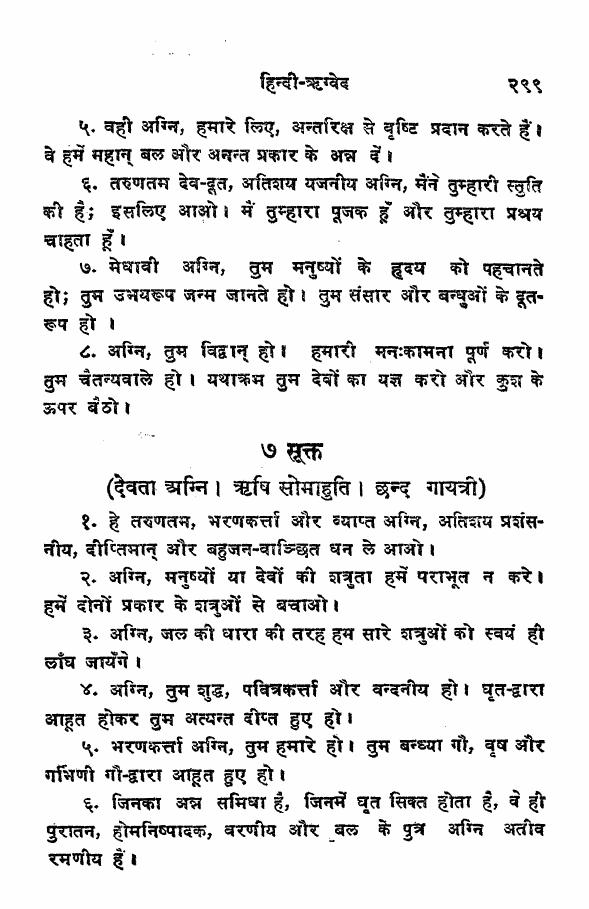 हिन्दी-ऋग्वेद २९९
५. वही अग्नि, हमारे लिए, अन्तरिक्ष से वृष्टि प्रदान करते हैं।
वे हमें महान् बल और अनन्त प्रकार के अन्न दें।
६. तरुणतम देव-दूत, अतिशय यजनीय अग्नि, मैंने तुम्हारी स्तुति
की है; इसलिए आओ। मैं तुम्हारा पूजक हूँ और तुम्हारा प्रश्रय
चाहता हूँ।
७. मेधावी अग्नि, तुम मनुष्यों के हृदय को पहचानते
हो; तुम उभयरूप जन्म जानते हो। तुम संसार और बन्धुओं के दूत-
रूप हो ।
८. अग्नि, तुम विद्वान् हो। हमारी मनःकामना पूर्ण करो।
तुम चैतन्यवाले हो। यथाक्रम तुम देवों का यज्ञ करो और कुश के
ऊपर बैठो।
७ सूक्त
(देवता अग्नि। ऋषि सोमाहुति। छन्द गायत्री)
१. हे तरुणतम, भरणकर्त्ता और व्याप्त अग्नि, अतिशय प्रशंस-
नीय, दीप्तिमान् और बहुजन-वाञ्छित धन ले आओ।
२. अग्नि, मनुष्यों या देवों की शत्रुता हमें पराभूत न करे।
हमें दोनों प्रकार के शत्रुओं से बचाओ।
३. अग्नि, जल की धारा की तरह हम सारे शत्रुओं को स्वयं ही
लाँघ जायँगे।
४. अग्नि, तुम शुद्ध, पवित्रकर्त्ता और वन्दनीय हो। घृत-द्वारा
आहूत होकर तुम अत्यन्त दीप्त हुए हो।
५. भरणकर्त्ता अग्नि, तुम हमारे हो। तुम बन्ध्या गौ, वृष और
गर्भिणी गौ-द्वारा आहूत हुए हो।
६. जिनका अन्न समिधा है, जिनमें घृत सिक्त होता है, वे ही
पुरातन, होमनिष्पादक, वरणीय और बल के पुत्र अग्नि अतीव
रमणीय हैं।